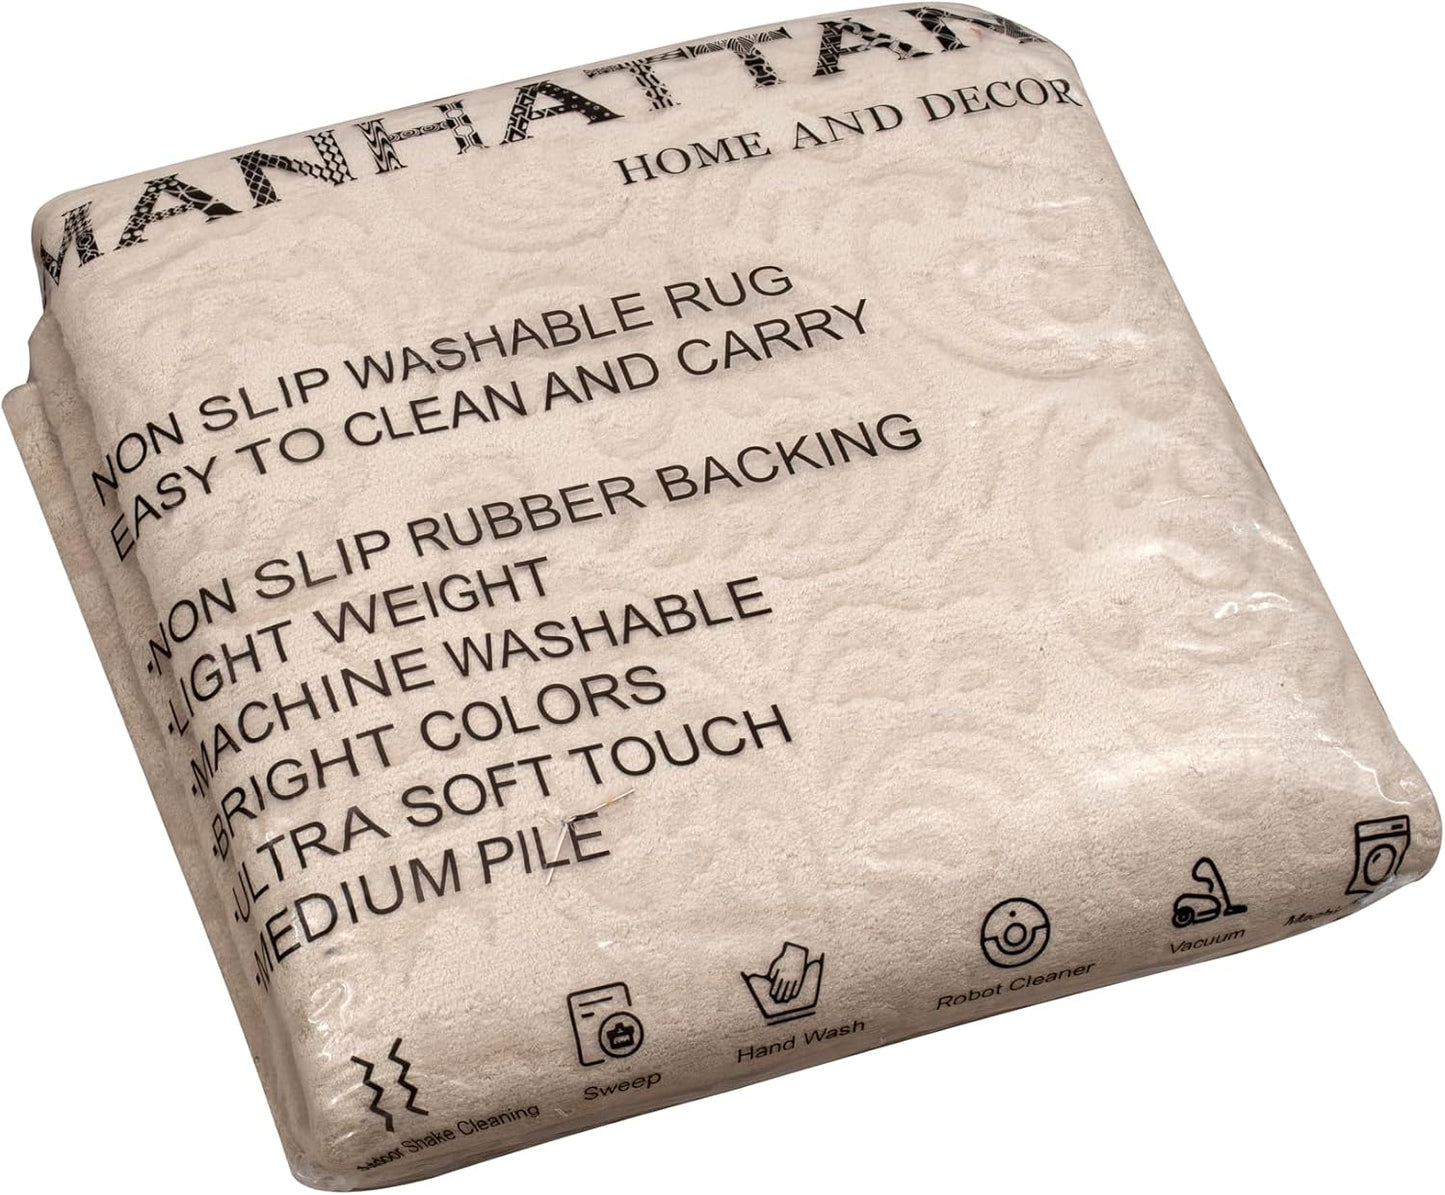 MANHATTAN
HOME AND DECOR
NON SLIP WASHABLE RUG
EASY TO CLEAN AND CARRY
-NON SLIP RUBBER BACKING
-LIGHT WEIGHT
-MACHINE WASHABLE
-BRIGHT COLORS
-ULTRA SOFT TOUCH
-MEDIUM PILE
Shake Cleaning
Sweep
Hand Wash
Robot Cleaner
Vacuum